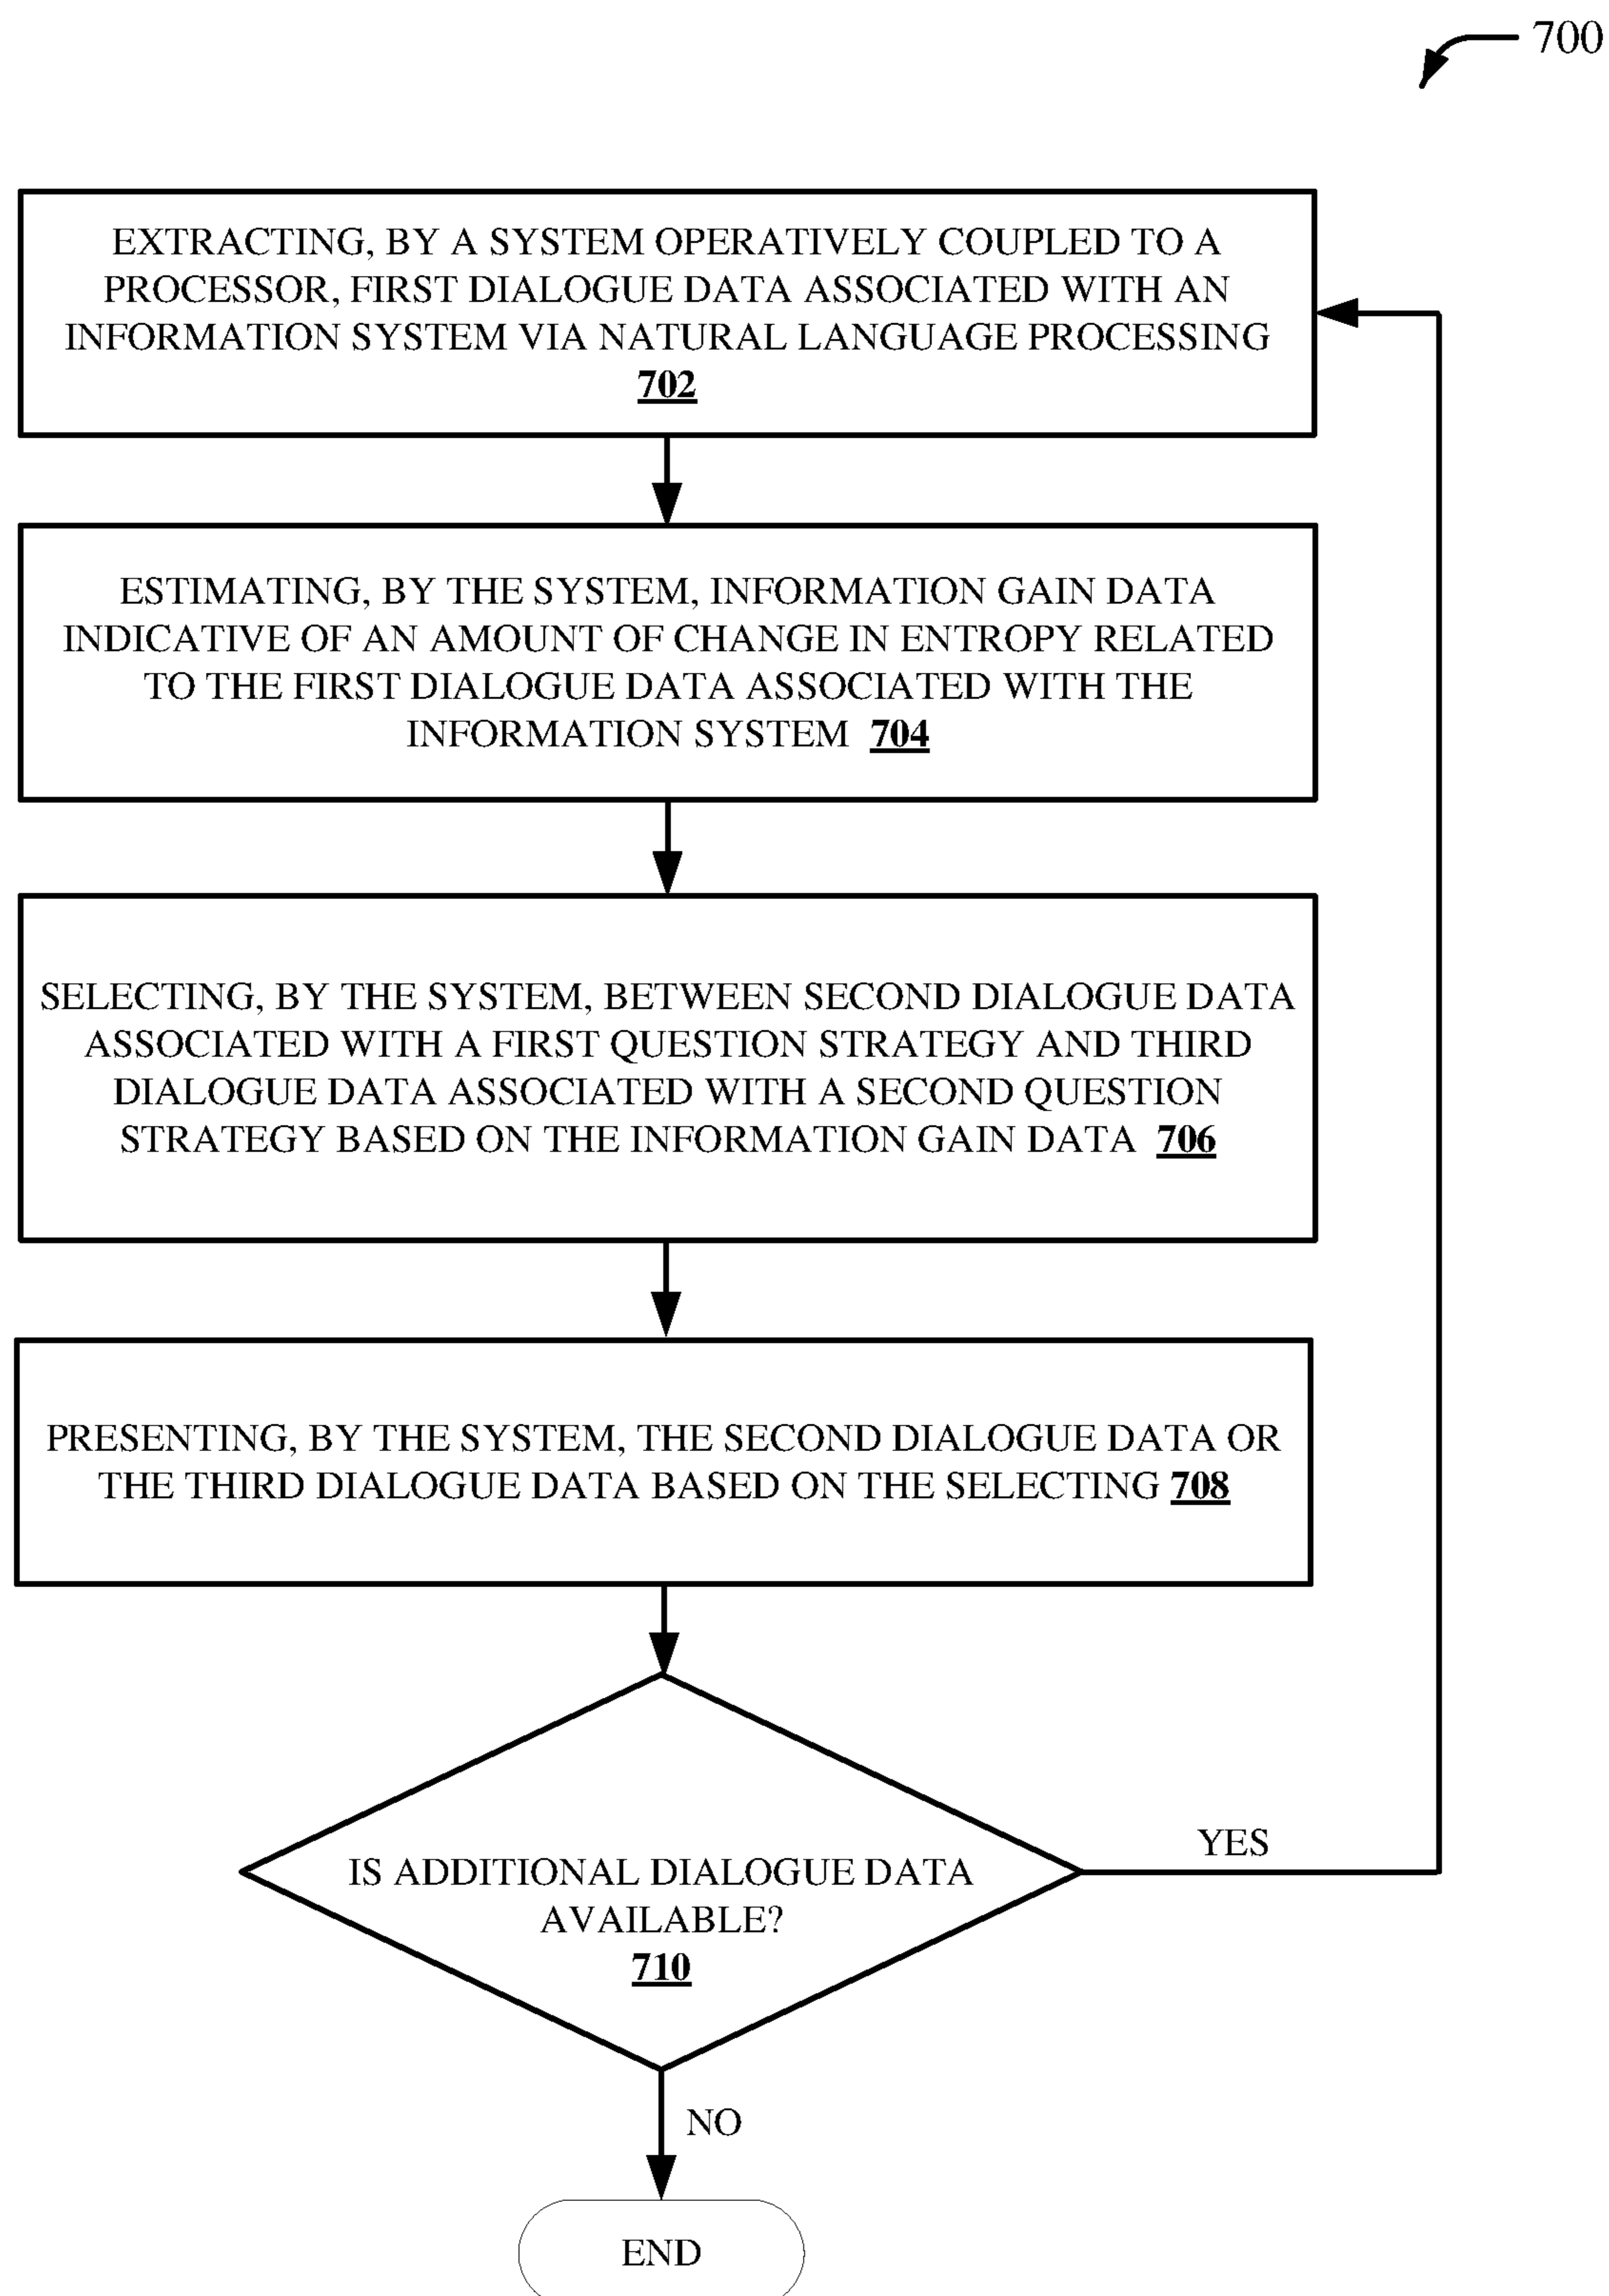 700
EXTRACTING, BY A SYSTEM OPERATIVELY COUPLED TO A
PROCESSOR, FIRST DIALOGUE DATA ASSOCIATED WITH AN
INFORMATION SYSTEM VIA NATURAL LANGUAGE PROCESSING
702
ESTIMATING, BY THE SYSTEM, INFORMATION GAIN DATA
INDICATIVE OF AN AMOUNT OF CHANGE IN ENTROPY RELATED
TO THE FIRST DIALOGUE DATA ASSOCIATED WITH THE
INFORMATION SYSTEM 704
SELECTING, BY THE SYSTEM, BETWEEN SECOND DIALOGUE DATA
ASSOCIATED WITH A FIRST QUESTION STRATEGY AND THIRD
DIALOGUE DATA ASSOCIATED WITH A SECOND QUESTION
STRATEGY BASED ON THE INFORMATION GAIN DATA 706
PRESENTING, BY THE SYSTEM, THE SECOND DIALOGUE DATA OR
THE THIRD DIALOGUE DATA BASED ON THE SELECTING 708
YES
IS ADDITIONAL DIALOGUE DATA
AVAILABLE?
710
NO
END